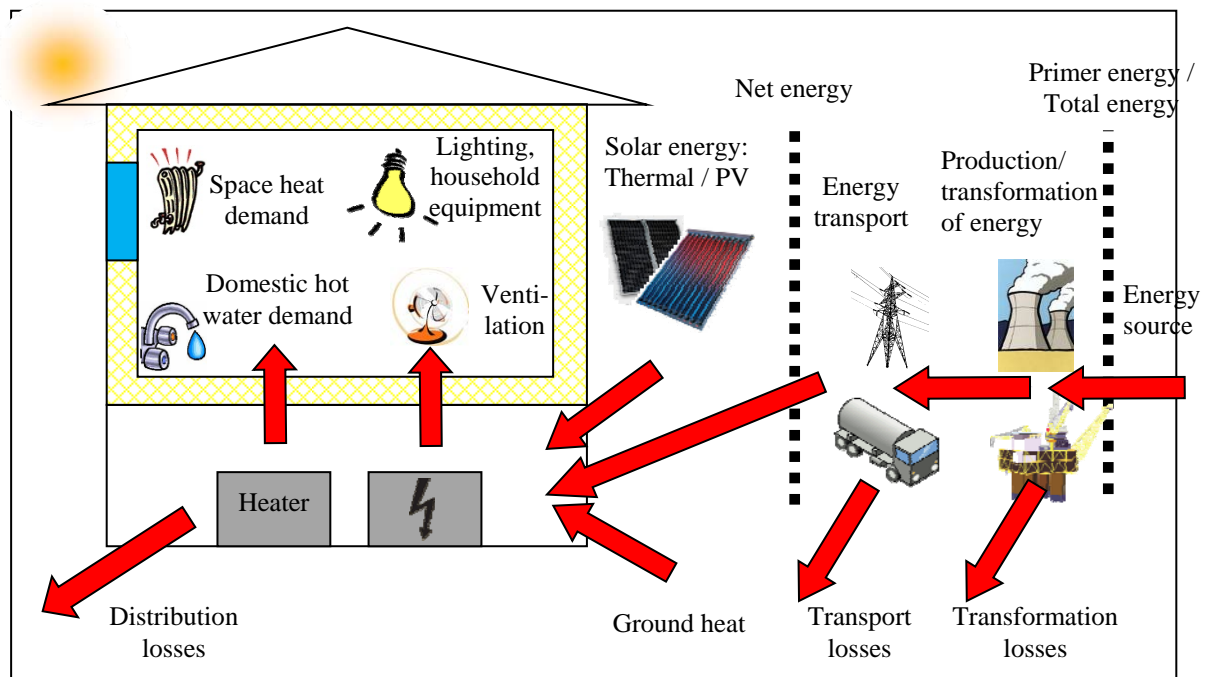 Primer energy /
Total energy
Net energy
Solar energy:
Thermal / PV
Energy
transport
Production/
transformation
of energy
Energy
source
Space heat
demand
Lighting,
household
equipment
Domestic hot
water demand
Venti-
lation
Heater
Distribution
losses
Ground heat
Transport
losses
Transformation
losses